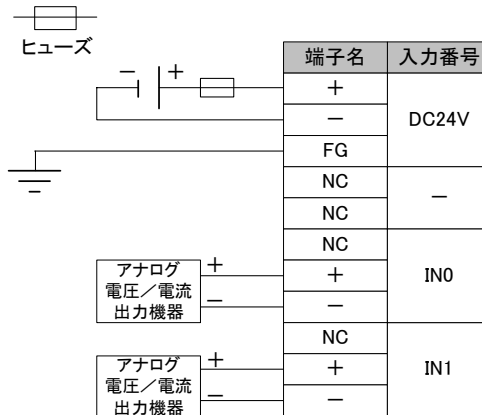 ヒューズ
端子名 入力番号
− +
+
− DC24V
FG
NC
NC −
NC
アナログ
電圧／電流
出力機器
+
−
+ IN0
−
NC
アナログ
電圧／電流
出力機器
+
−
+ IN1
−